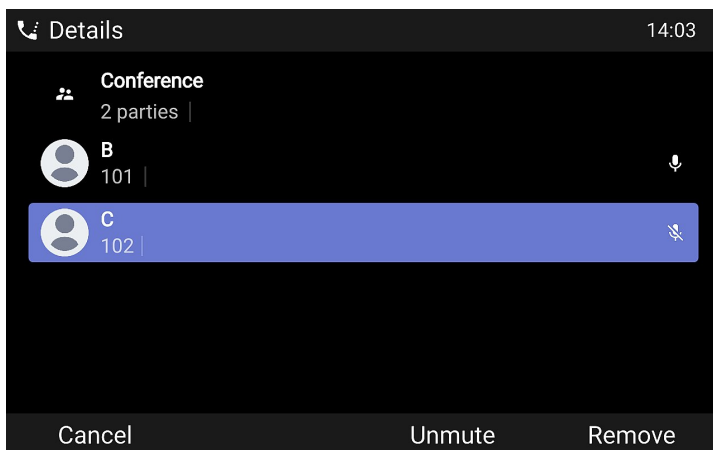 Details 14:03
Conference
2 parties
B
101
C
102
Cancel Unmute Remove